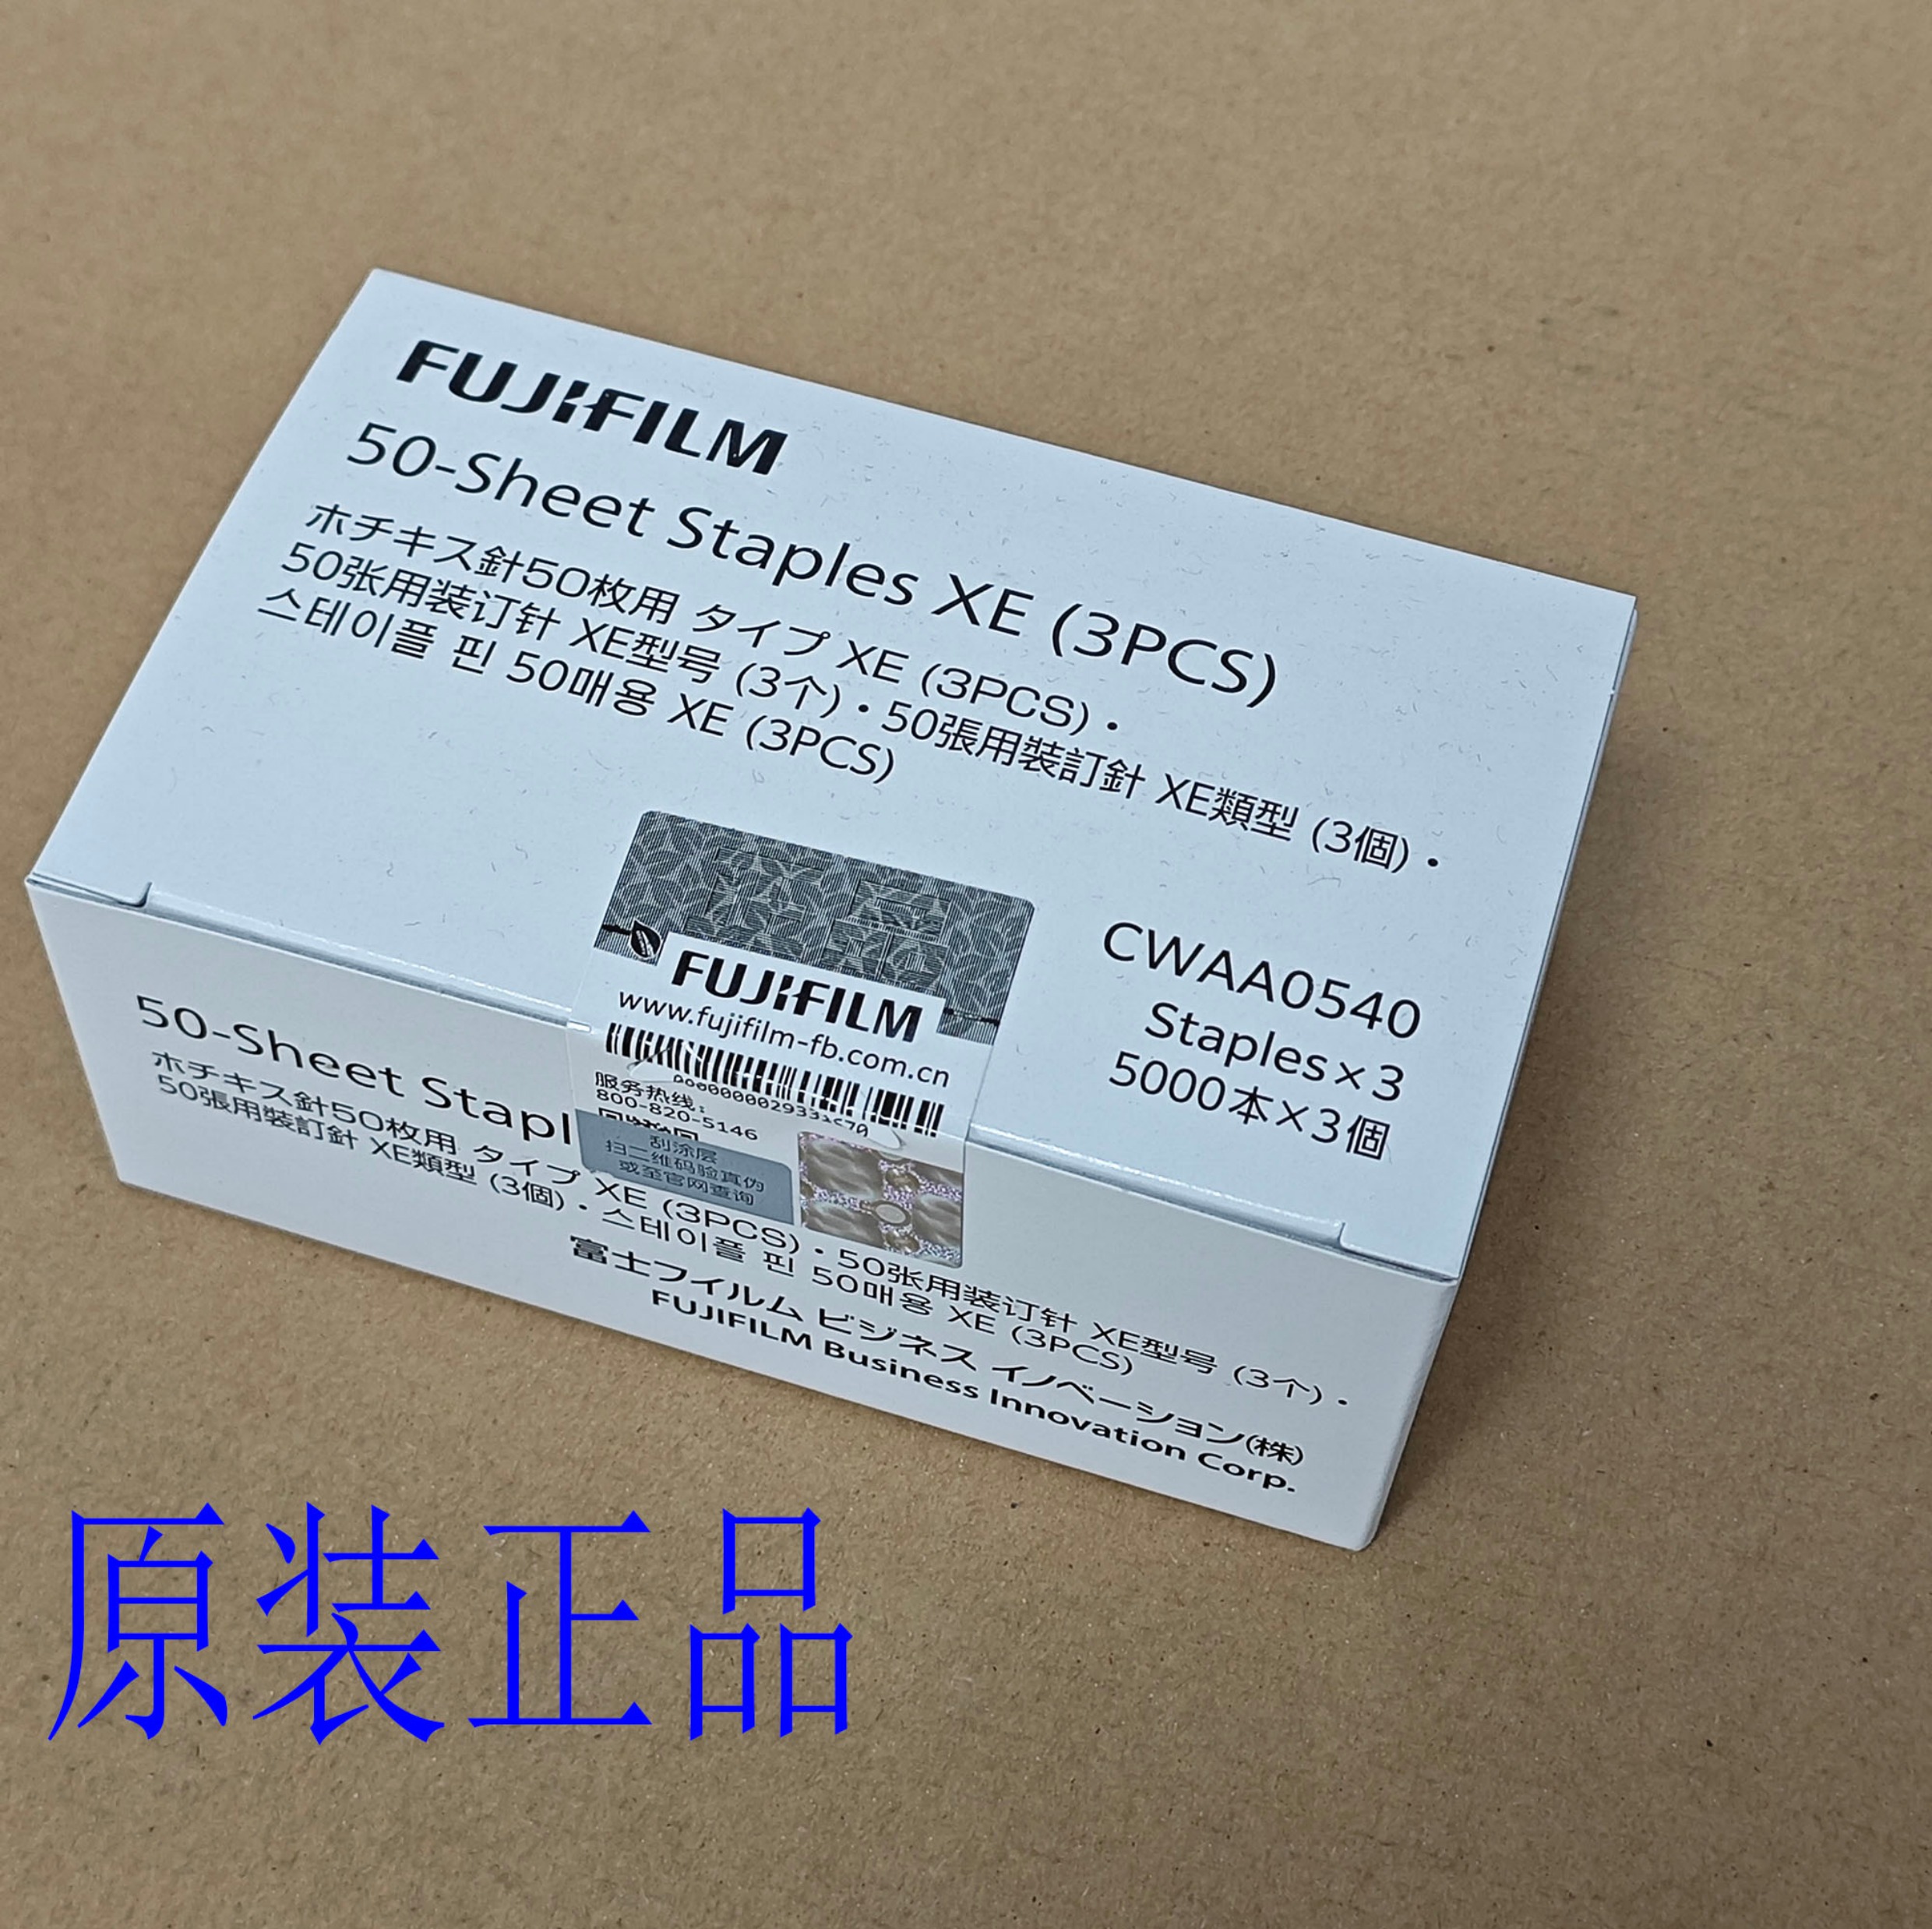 FUJIFILM
50-Sheet Staples XE (3PCS)
ホチキス針50枚用 タイプ XE (3PCS)・
50张用装订针 XE型号 (3个)・50張用裝訂針 XE類型 (3個)・
스테이플 핀 50매용 XE (3PCS)
正品
FUJIFILM
www.fujifilm-fb.com.cn
服务热线:
800-820-5146
刮涂层
扫二维码验真伪
或至官网查询
CWAA0540
Staples×3
5000本×3個
50-Sheet Stapl
ホチキス針50枚用 タイプ XE (3PCS)・50张用装订针 XE型号 (3个)・
50張用裝訂針 XE類型 (3個)・스테이플 핀 50매용 XE (3PCS)
富士フイルム ビジネス イノベーション(株)
FUJIFILM Business Innovation Corp.
原装正品